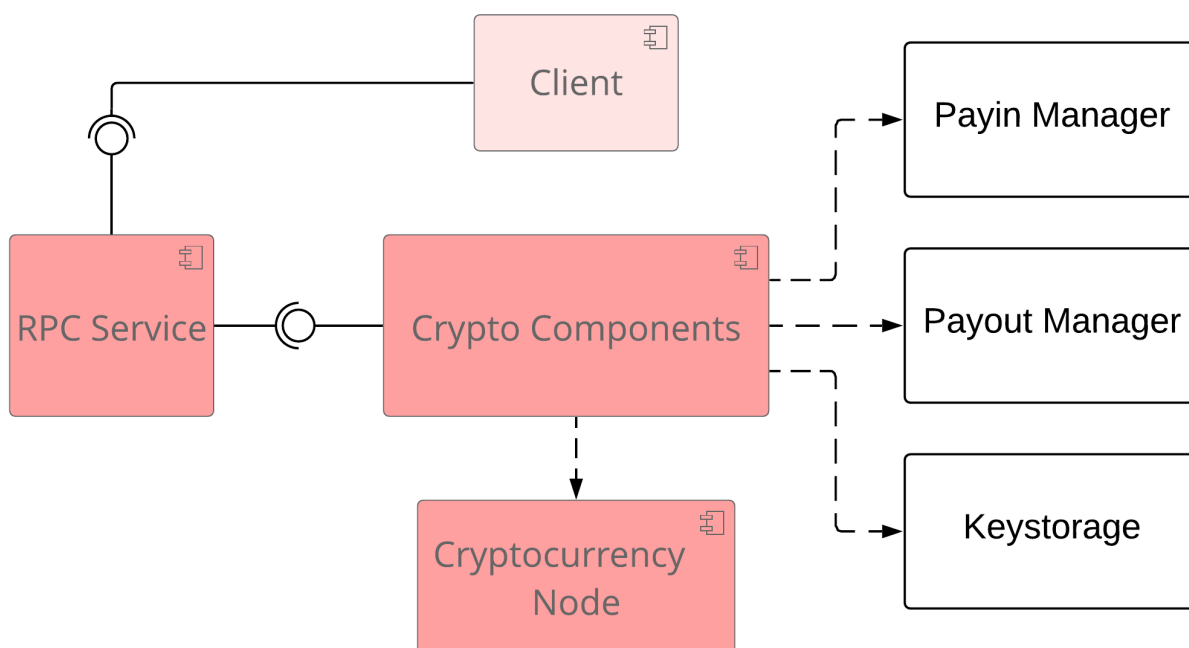 Client
Payin Manager
RPC Service
Crypto Components
Payout Manager
Cryptocurrency
Node
Keystorage